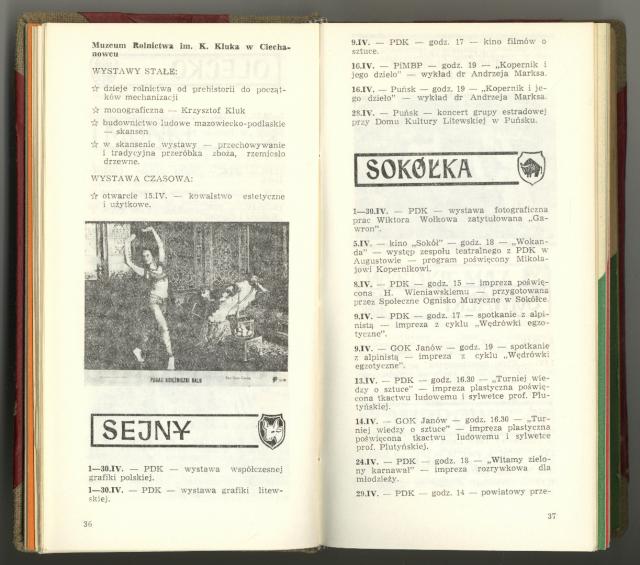 Muzeum Rolnictwa im. K. Kluka w Ciecha-
nowcu
WYSTAWY STAŁE:
☆ dzieje rolnictwa od prehistorii do począt-
ków mechanizacji
☆ monograficzna — Krzysztof Kluk
☆ budownictwo ludowe mazowiecko-podlaskie
— skansen
☆ w skansenie wystawy — przechowywanie
i tradycyjna przeróbka zboża, rzemiosło
drzewne.
WYSTAWA CZASOWA:
☆ otwarcie 15.IV. — kowalstwo estetyczne
i użytkowe.
SEJNY
1—30.IV. — PDK — wystawa współczesnej
grafiki polskiej.
1—30.IV. — PDK — wystawa grafiki litew-
skiej.
36
9.IV. — PDK — godz. 17 — kino filmów o
sztuce.
16.IV. — PiMBP — godz. 19 — „Kopernik i
jego dzieło" — wykład dr Andrzeja Marksa.
16.IV. — Puńsk — godz. 19 — „Kopernik i je-
go dzieło" — wykład dr Andrzeja Marksa.
28.IV. — Puńsk — koncert grupy estradowej
przy Domu Kultury Litewskiej w Puńsku.
SOKÓŁKA
1—30.IV. — PDK — wystawa fotograficzna
prac Wiktora Wołkowa zatytułowana „Ga-
wron".
5.IV. — kino „Sokół" — godz. 18 — „Wokan-
da" — występ zespołu teatralnego z PDK w
Augustowie — program poświęcony Mikoła-
jowi Kopernikowi.
8.IV. — PDK — godz. 15 — impreza poświę-
cona H. Wieniawskiemu — przygotowana
przez Społeczne Ognisko Muzyczne w Sokółce.
9.IV. — PDK — godz. 17 — spotkanie z alpi-
nistą — impreza z cyklu „Wędrówki egzo-
tyczne".
9.IV. — GOK Janów — godz. 19 — spotkanie
z alpinistą — impreza z cyklu „Wędrówki
egzotyczne".
13.IV. — PDK — godz. 16.30 — „Turniej wie-
dzy o sztuce" — impreza plastyczna poświę-
cona tkactwu ludowemu i sylwetce prof. Plu-
tyńskiej.
14.IV. — GOK Janów — godz. 16.30 — „Tur-
niej wiedzy o sztuce" — impreza plastyczna
poświęcona tkactwu ludowemu i sylwetce
prof. Plutyńskiej.
24.IV. — PDK — godz. 18 — „Witamy zielo-
ny karnawał" — impreza rozrywkowa dla
młodzieży.
29.IV. — PDK — godz. 14 — powiatowy prze-
37